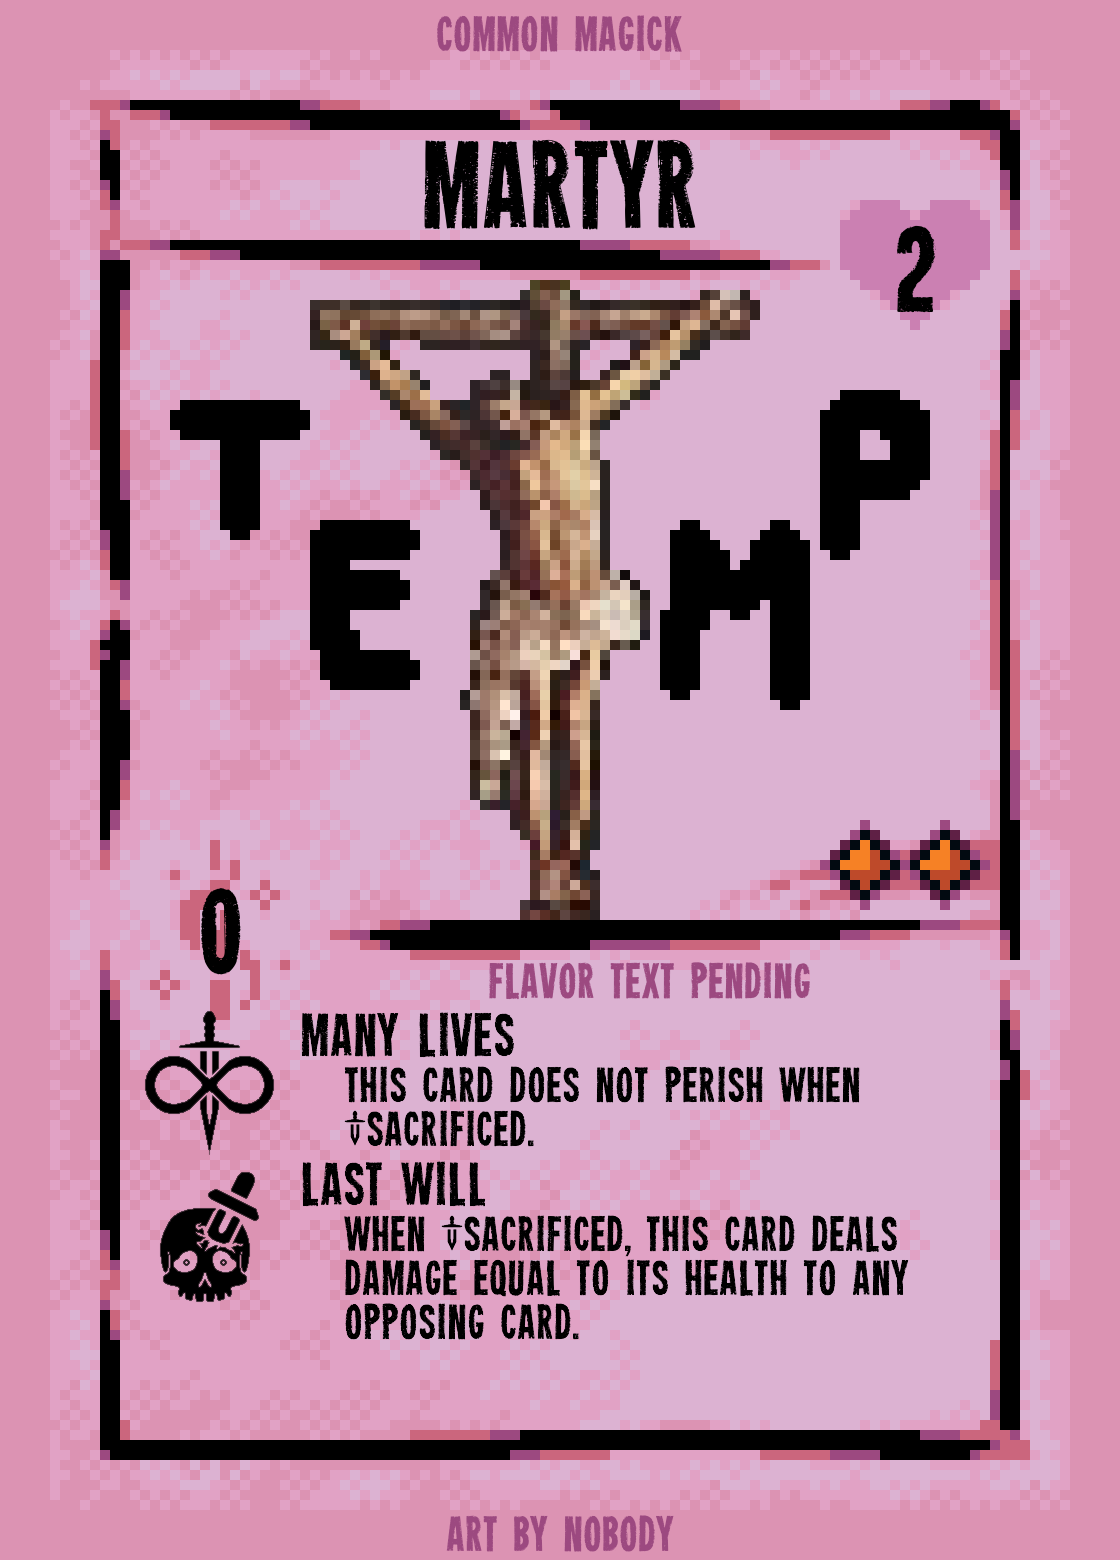 COMMON MAGICK
MARTYR
2
TEMP
0
FLAVOR TEXT PENDING
MANY LIVES
THIS CARD DOES NOT PERISH WHEN
SACRIFICED.
LAST WILL
WHEN SACRIFICED, THIS CARD DEALS
DAMAGE EQUAL TO ITS HEALTH TO ANY
OPPOSING CARD.
ART BY NOBODY